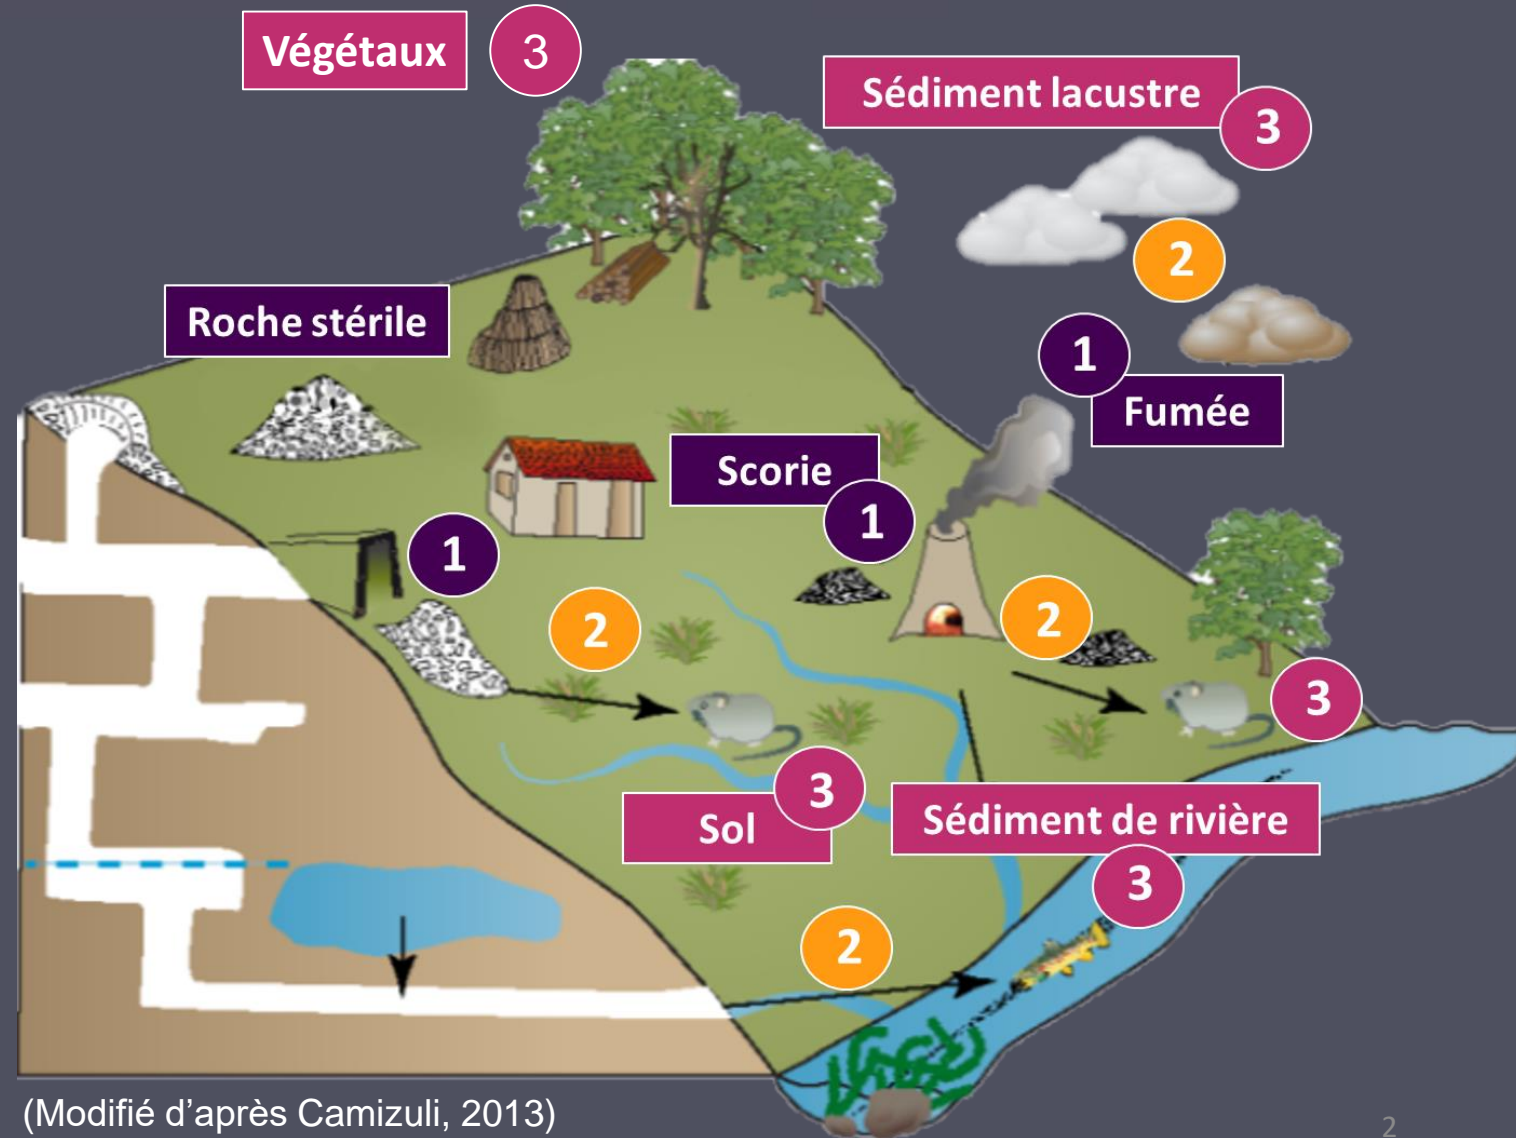 Végétaux
3
Sédiment lacustre
3
2
Roche stérile
1
Fumée
Scorie
1
1
2
2
3
3
Sol
Sédiment de rivière
3
2
(Modifié d'après Camizuli, 2013)
2